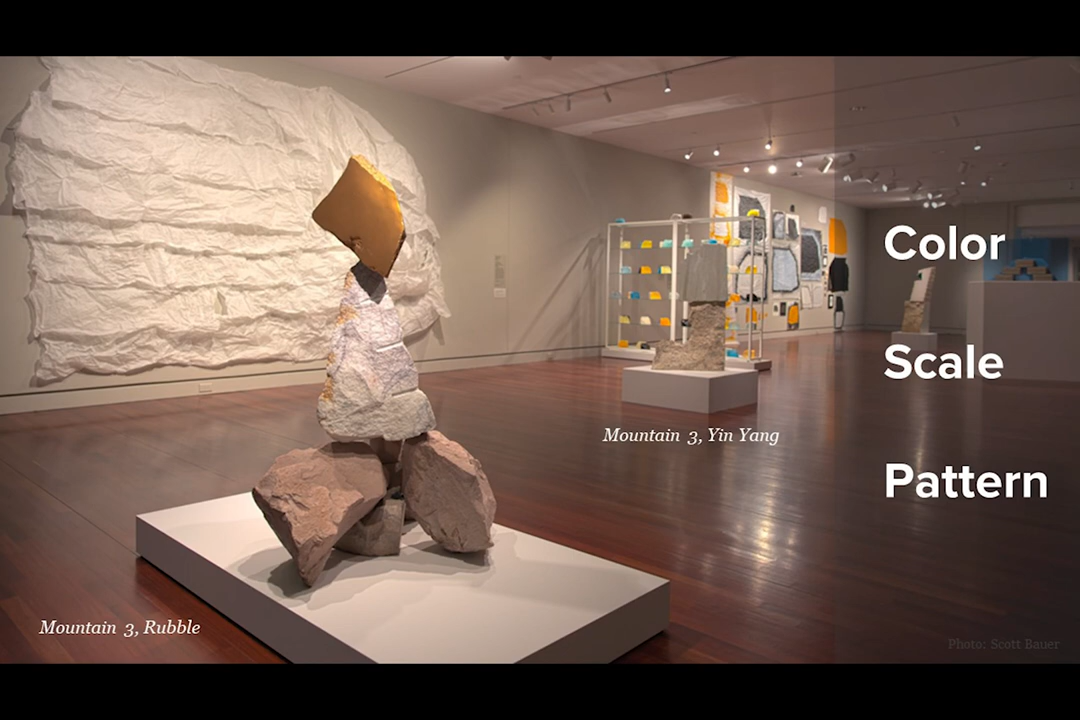 Color
Scale
Mountain 3, Yin Yang
Pattern
Mountain 3, Rubble
Photo: Scott Bauer